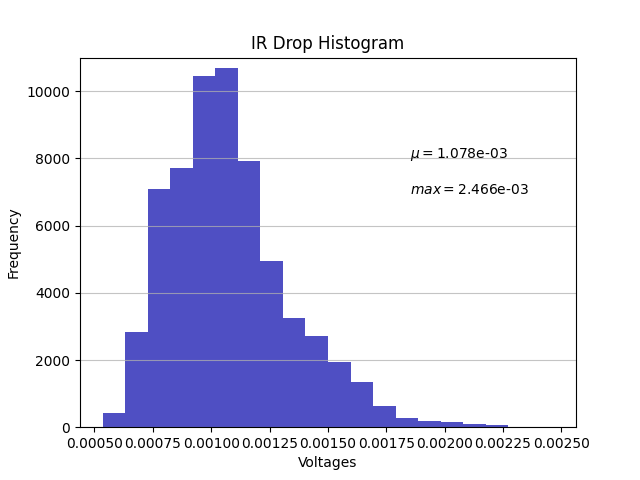 IR Drop Histogram
10000
8000
6000
4000
2000
0
Frequency
μ = 1.078e-03
max = 2.466e-03
0.00050 0.00075 0.00100 0.00125 0.00150 0.00175 0.00200 0.00225 0.00250
Voltages